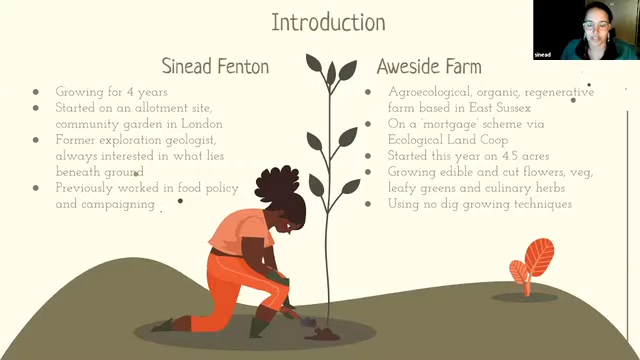 Introduction
Sinead Fenton
Growing for 4 years
Started on an allotment site,
community garden in London
Former exploration geologist,
always interested in what lies
beneath ground
Previously worked in food policy
and campaigning
Aweside Farm
Agroecological, organic, regenerative
farm based in East Sussex
On a 'mortgage' scheme via
Ecological Land Coop
Started this year on 4.5 acres
Growing edible and cut flowers, veg,
leafy greens and culinary herbs
Using no dig growing techniques
sinead